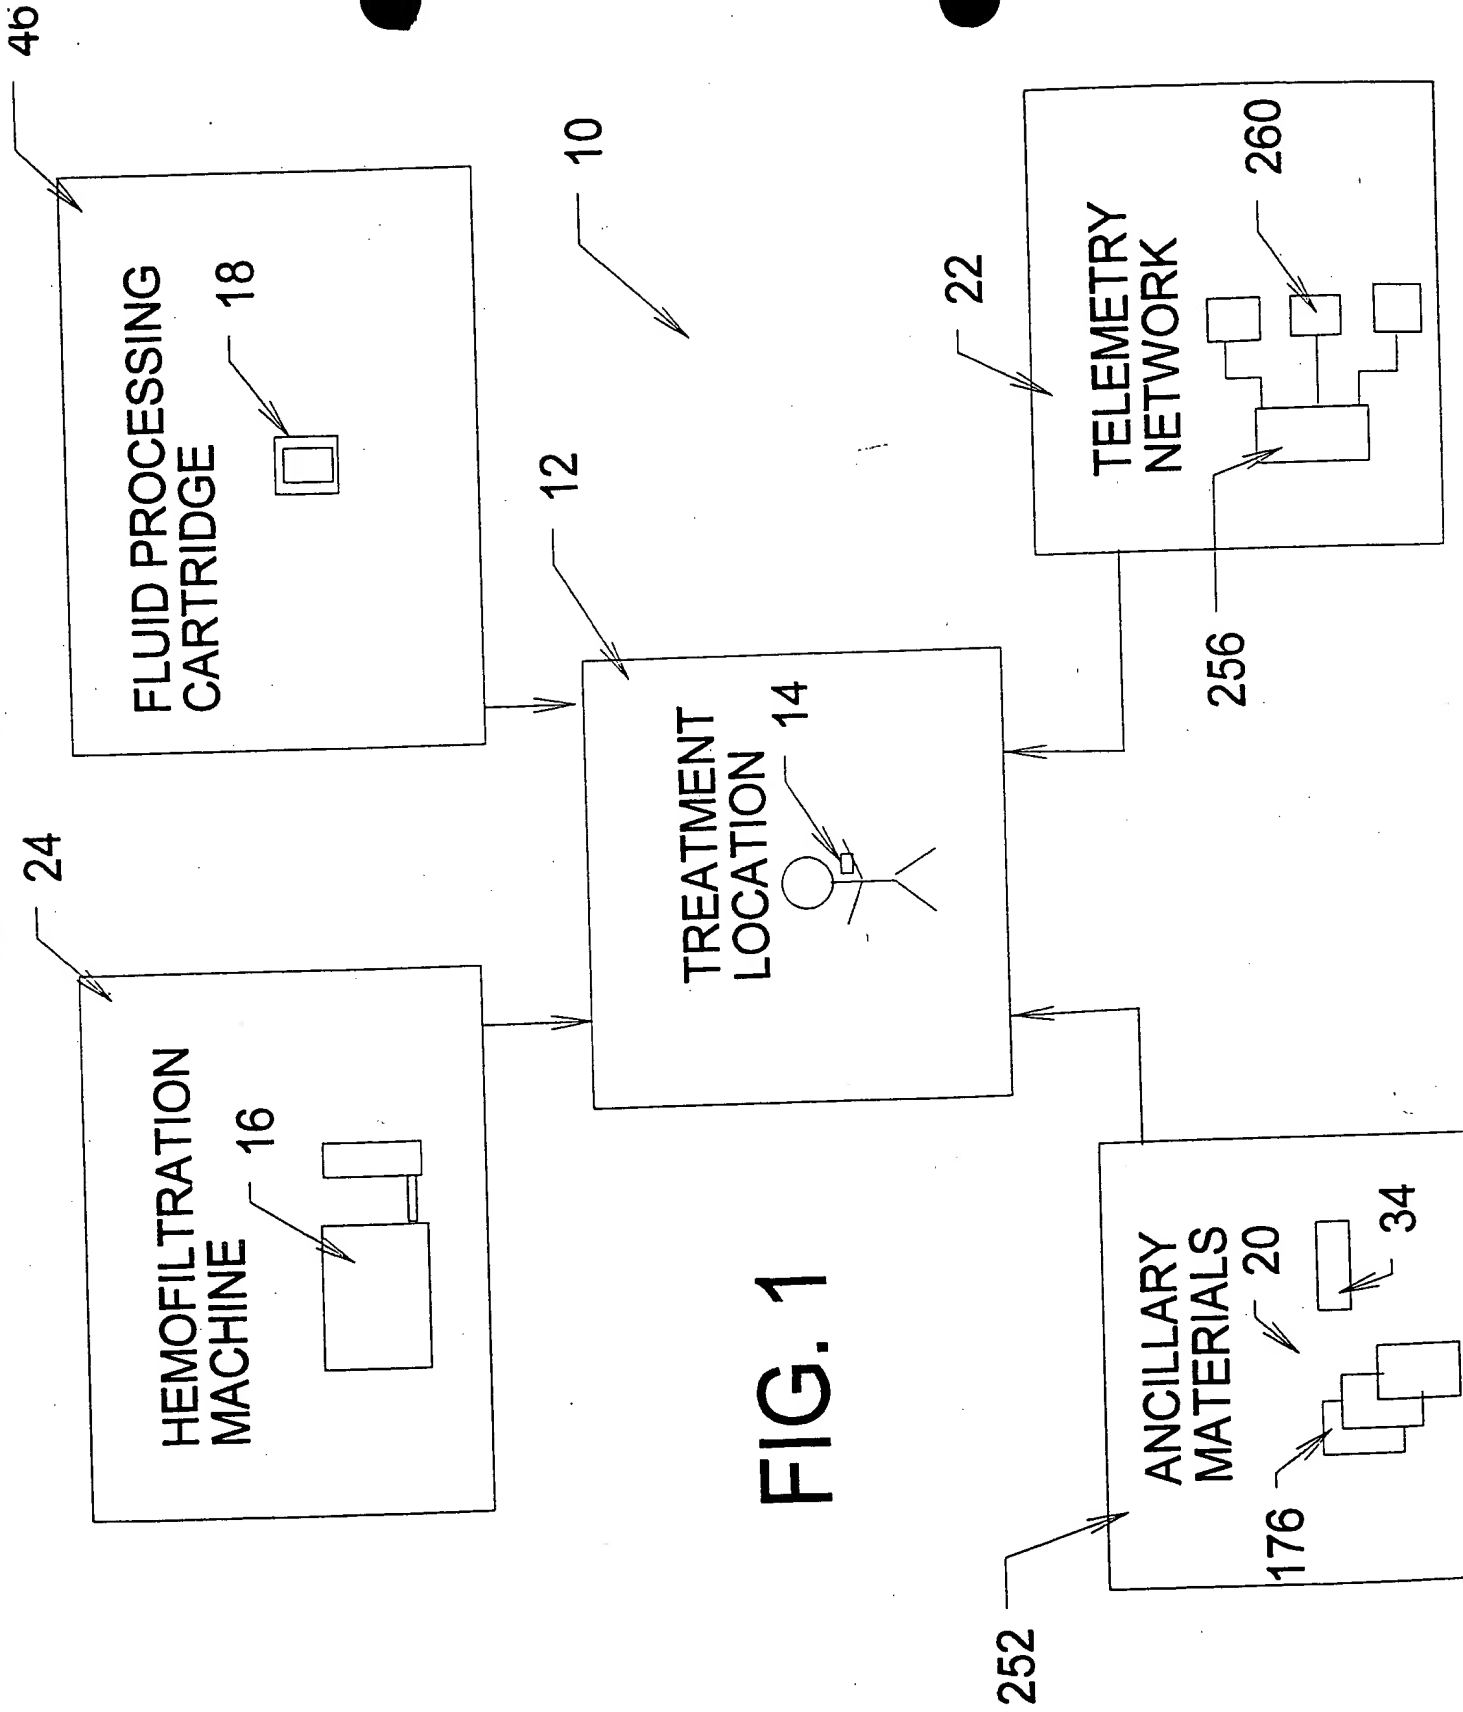 46
24
HEMOFILTRATION
MACHINE
16
FLUID PROCESSING
CARTRIDGE
18
10
12
TREATMENT
LOCATION
14
FIG. 1
252
ANCILLARY
MATERIALS
20
176
34
22
TELEMETRY
NETWORK
256
260